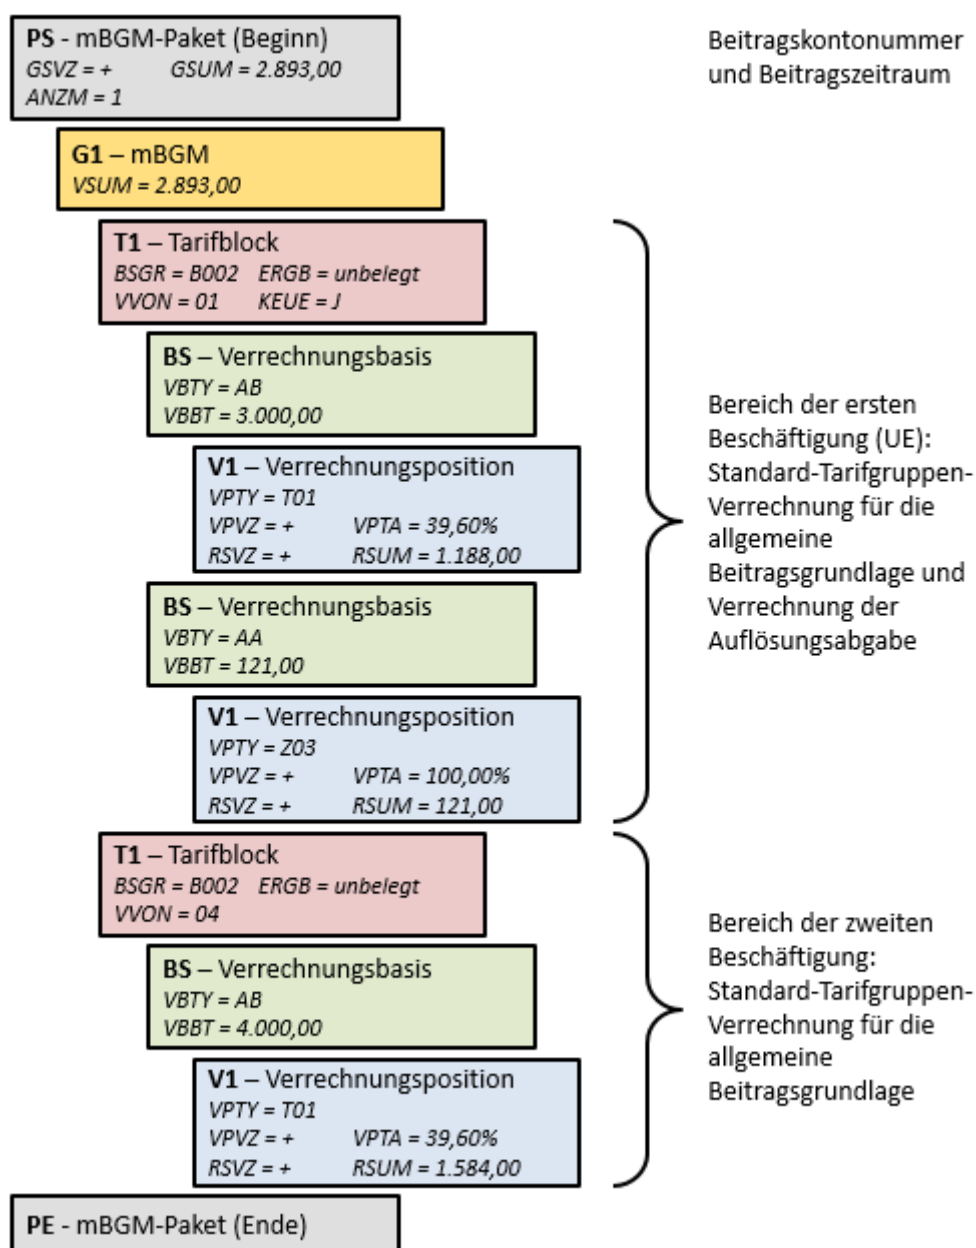 PS - mBGM-Paket (Beginn)
GSVZ = + GSUM = 2.893,00
ANZM = 1
Beitragskontonummer
und Beitragszeitraum
G1 – mBGM
VSUM = 2.893,00
T1 – Tarifblock
BSGR = B002 ERGB = unbelegt
VVON = 01 KEUE = J
BS – Verrechnungsbasis
VBTY = AB
VBBT = 3.000,00
V1 – Verrechnungsposition
VPTY = T01
VPVZ = + VPTA = 39,60%
RSVZ = + RSUM = 1.188,00
BS – Verrechnungsbasis
VBTY = AA
VBBT = 121,00
V1 – Verrechnungsposition
VPTY = Z03
VPVZ = + VPTA = 100,00%
RSVZ = + RSUM = 121,00
Bereich der ersten
Beschäftigung (UE):
Standard-Tarifgruppen-
Verrechnung für die
allgemeine
Beitragsgrundlage und
Verrechnung der
Auflösungsabgabe
T1 – Tarifblock
BSGR = B002 ERGB = unbelegt
VVON = 04
BS – Verrechnungsbasis
VBTY = AB
VBBT = 4.000,00
V1 – Verrechnungsposition
VPTY = T01
VPVZ = + VPTA = 39,60%
RSVZ = + RSUM = 1.584,00
Bereich der zweiten
Beschäftigung:
Standard-Tarifgruppen-
Verrechnung für die
allgemeine
Beitragsgrundlage
PE - mBGM-Paket (Ende)